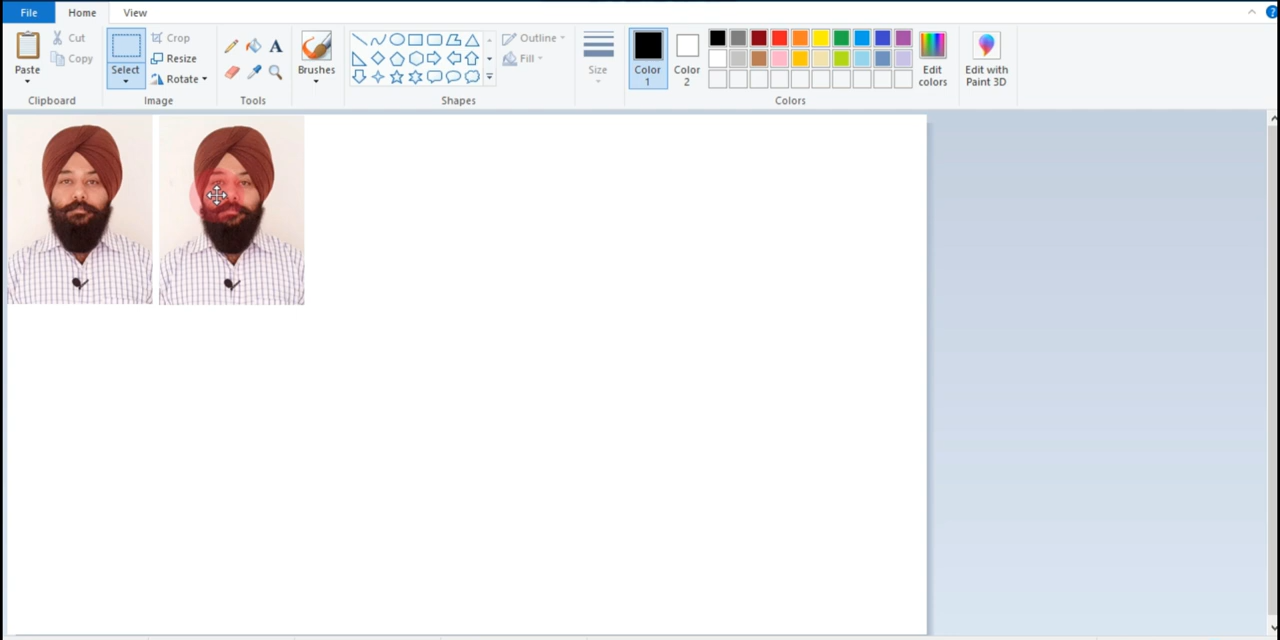 File Home View
Paste
Cut
Copy
Clipboard
Select
Crop
Resize
Rotate
Image
A
Tools
Brushes
Shapes
Outline
Fill
Size
Color 1
Color 2
Colors
Edit colors
Edit with Paint 3D
?